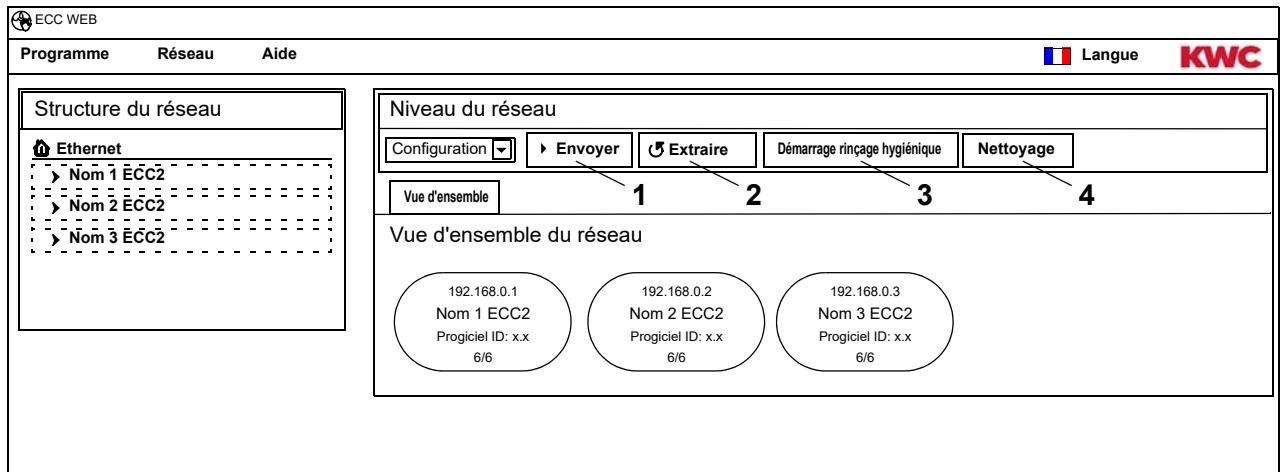 ECC WEB
Programme Réseau Aide Langue KWC
Structure du réseau
Ethernet
Nom 1 ECC2
Nom 2 ECC2
Nom 3 ECC2
Niveau du réseau
Configuration Envoyer Extraire Démarrage rinçage hygiénique Nettoyage
1 2 3 4
Vue d'ensemble
Vue d'ensemble du réseau
192.168.0.1 192.168.0.2 192.168.0.3
Nom 1 ECC2 Nom 2 ECC2 Nom 3 ECC2
Progiciel ID: x.x Progiciel ID: x.x Progiciel ID: x.x
6/6 6/6 6/6